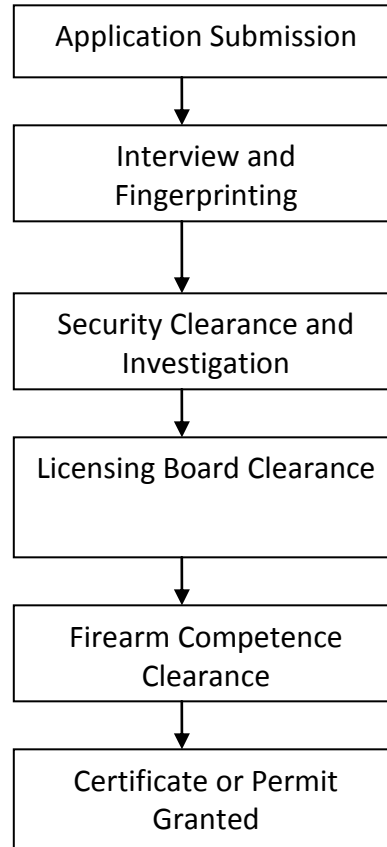 Application Submission
Interview and
Fingerprinting
Security Clearance and
Investigation
Licensing Board Clearance
Firearm Competence
Clearance
Certificate or Permit
Granted